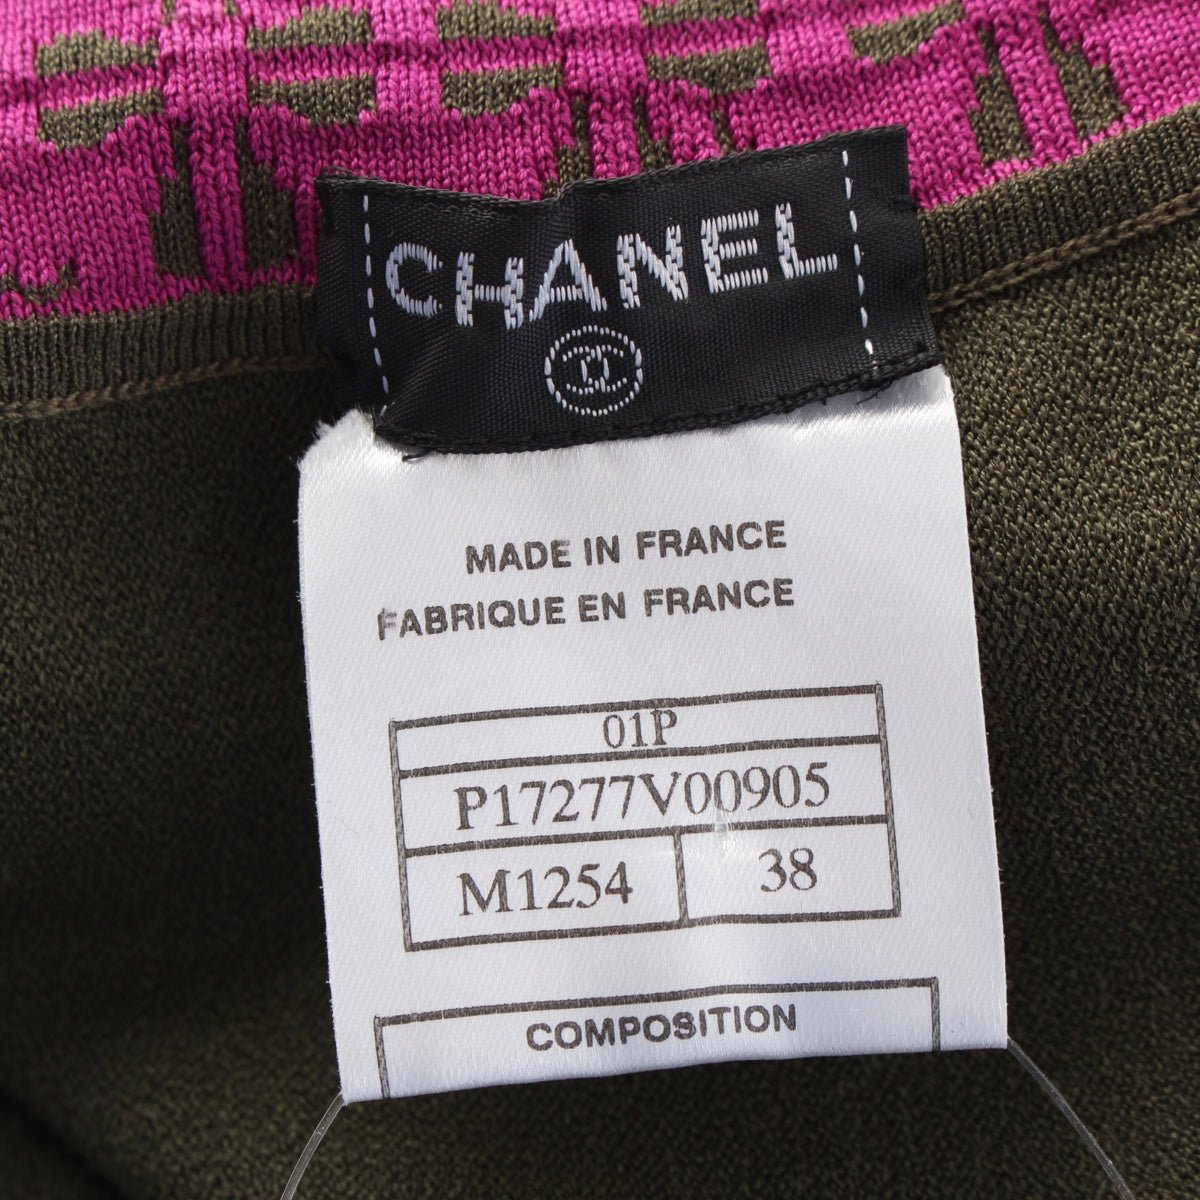 CHANEL
MADE IN FRANCE
FABRIQUE EN FRANCE
01P
P17277V00905
M1254 38
COMPOSITION